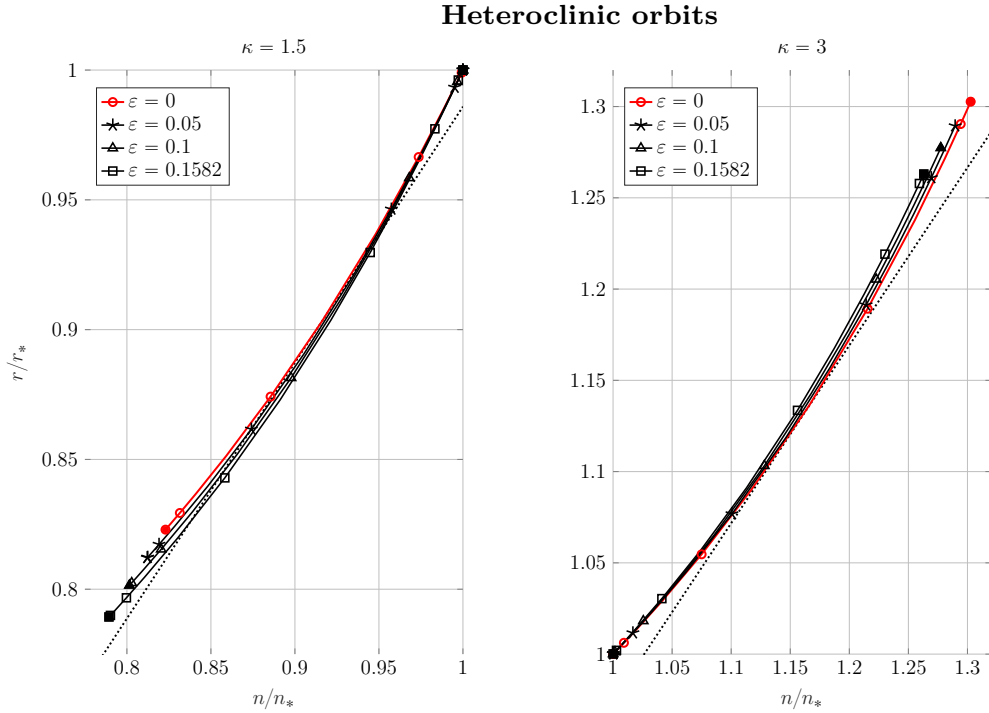 Heteroclinic orbits
κ = 1.5
ε = 0
ε = 0.05
ε = 0.1
ε = 0.1582
1
0.95
0.9
0.85
0.8
r/r*
0.8
0.85
0.9
0.95
1
n/n*
κ = 3
ε = 0
ε = 0.05
ε = 0.1
ε = 0.1582
1.3
1.25
1.2
1.15
1.1
1.05
1
1
1.05
1.1
1.15
1.2
1.25
1.3
n/n*